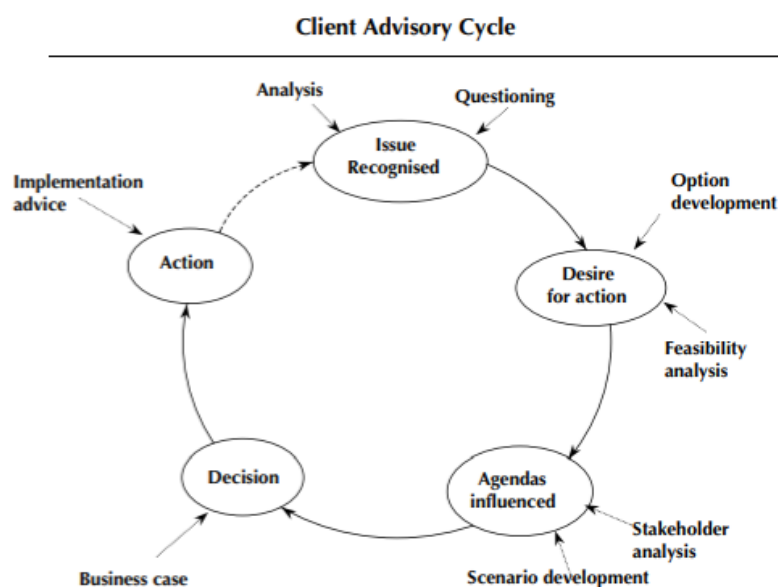 Client Advisory Cycle
Analysis
Questioning
Issue
Recognised
Implementation
advice
Option
development
Action
Desire
for action
Feasibility
analysis
Decision
Agendas
influenced
Stakeholder
analysis
Business case
Scenario development